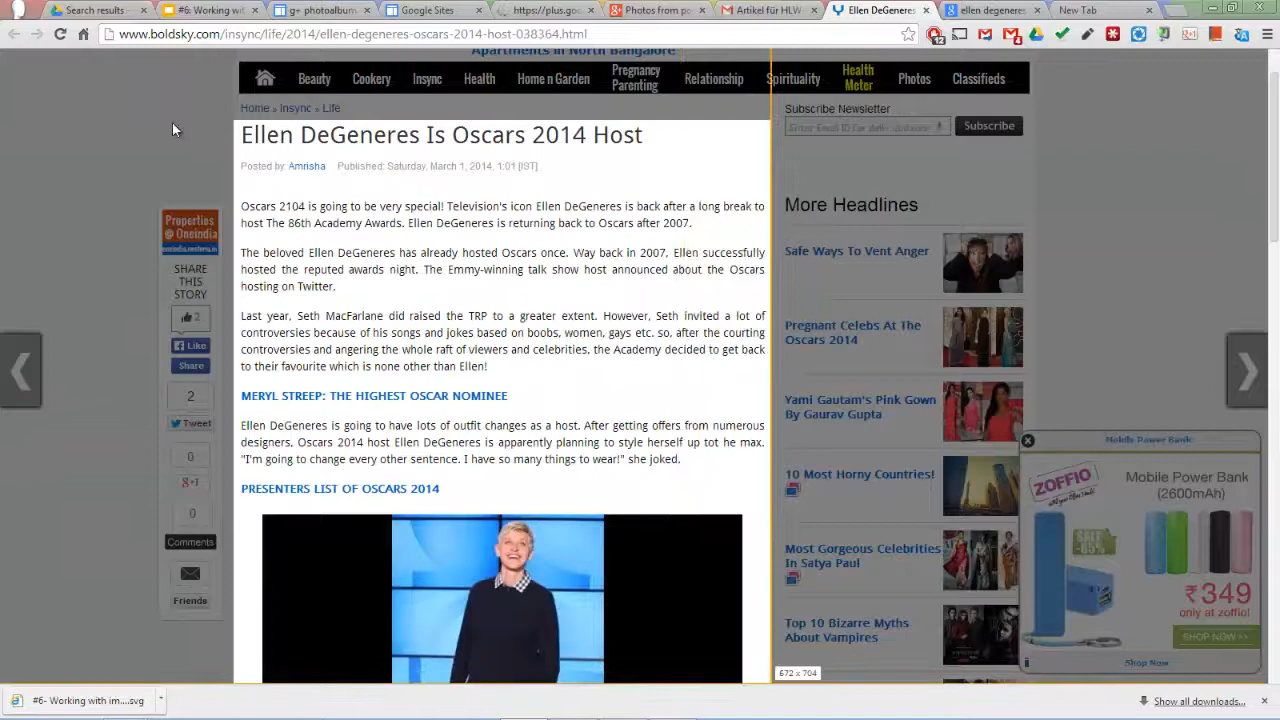 Search results
#6: Working wit
g+ photoalbum
Google Sites
https://plus.goo
Photos from po
Artikel für HLW
Ellen DeGeneres
ellen degeneres
New Tab
www.boldsky.com/insync/life/2014/ellen-degeneres-oscars-2014-host-038364.html
Apartments in North Bangalore
Beauty
Cookery
Insync
Health
Home n Garden
Pregnancy
Parenting
Relationship
Spirituality
Health
Meter
Photos
Classifieds
Home » Insync » Life
Ellen DeGeneres Is Oscars 2014 Host
Posted by: Amrisha Published: Saturday, March 1, 2014, 1:01 [IST]
Oscars 2104 is going to be very special! Television's icon Ellen DeGeneres is back after a long break to
host The 86th Academy Awards. Ellen DeGeneres is returning back to Oscars after 2007.
The beloved Ellen DeGeneres has already hosted Oscars once. Way back in 2007, Ellen successfully
hosted the reputed awards night. The Emmy-winning talk show host announced about the Oscars
hosting on Twitter.
Last year, Seth MacFarlane did raised the TRP to a greater extent. However, Seth invited a lot of
controversies because of his songs and jokes based on boobs, women, gays etc. so, after the courting
controversies and angering the whole raft of viewers and celebrities, the Academy decided to get back
to their favourite which is none other than Ellen!
MERYL STREEP: THE HIGHEST OSCAR NOMINEE
Ellen DeGeneres is going to have lots of outfit changes as a host. After getting offers from numerous
designers, Oscars 2014 host Ellen DeGeneres is apparently planning to style herself up tot he max.
"I'm going to change every other sentence. I have so many things to wear!" she joked.
PRESENTERS LIST OF OSCARS 2014
Properties
@Oneindia
SHARE
THIS
STORY
2
Like
Share
2
Tweet
0
g+1
0
Comments
Friends
Subscribe Newsletter
Enter Email ID for daily updates
Subscribe
More Headlines
Safe Ways To Vent Anger
Pregnant Celebs At The
Oscars 2014
Yami Gautam's Pink Gown
By Gaurav Gupta
10 Most Horny Countries!
Most Gorgeous Celebrities
In Satya Paul
Top 10 Bizarre Myths
About Vampires
Mobile Power Bank
ZOFFIO
Mobile Power Bank
(2600mAh)
₹349
only at zoffio!
SHOP NOW >>
Shop Now
672 x 704
#6- Working with im....svg
Show all downloads...